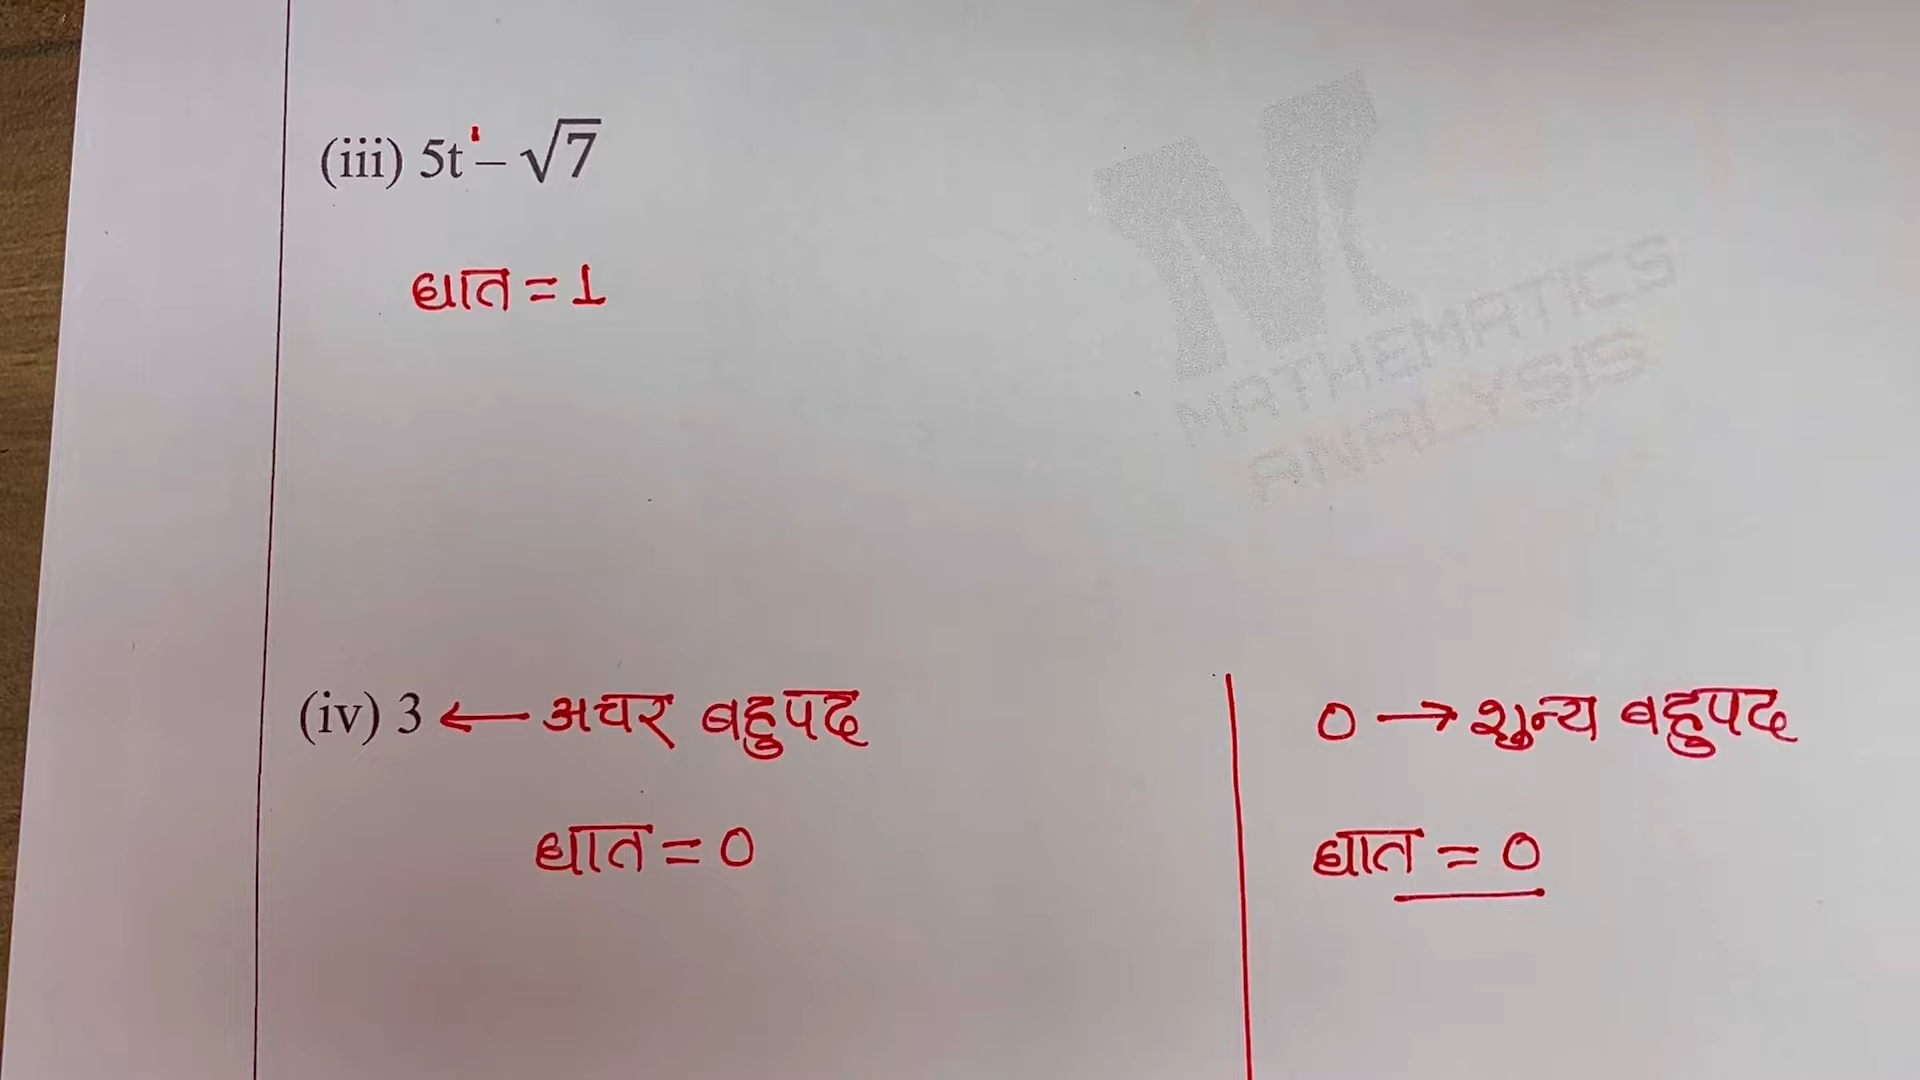 (iii) 5t¹ – √7
घात = 1
MATHEMATICS
ANALYSIS
(iv) 3 ← अचर बहुपद
घात = 0
0 → शुन्य बहुपद
घात = 0